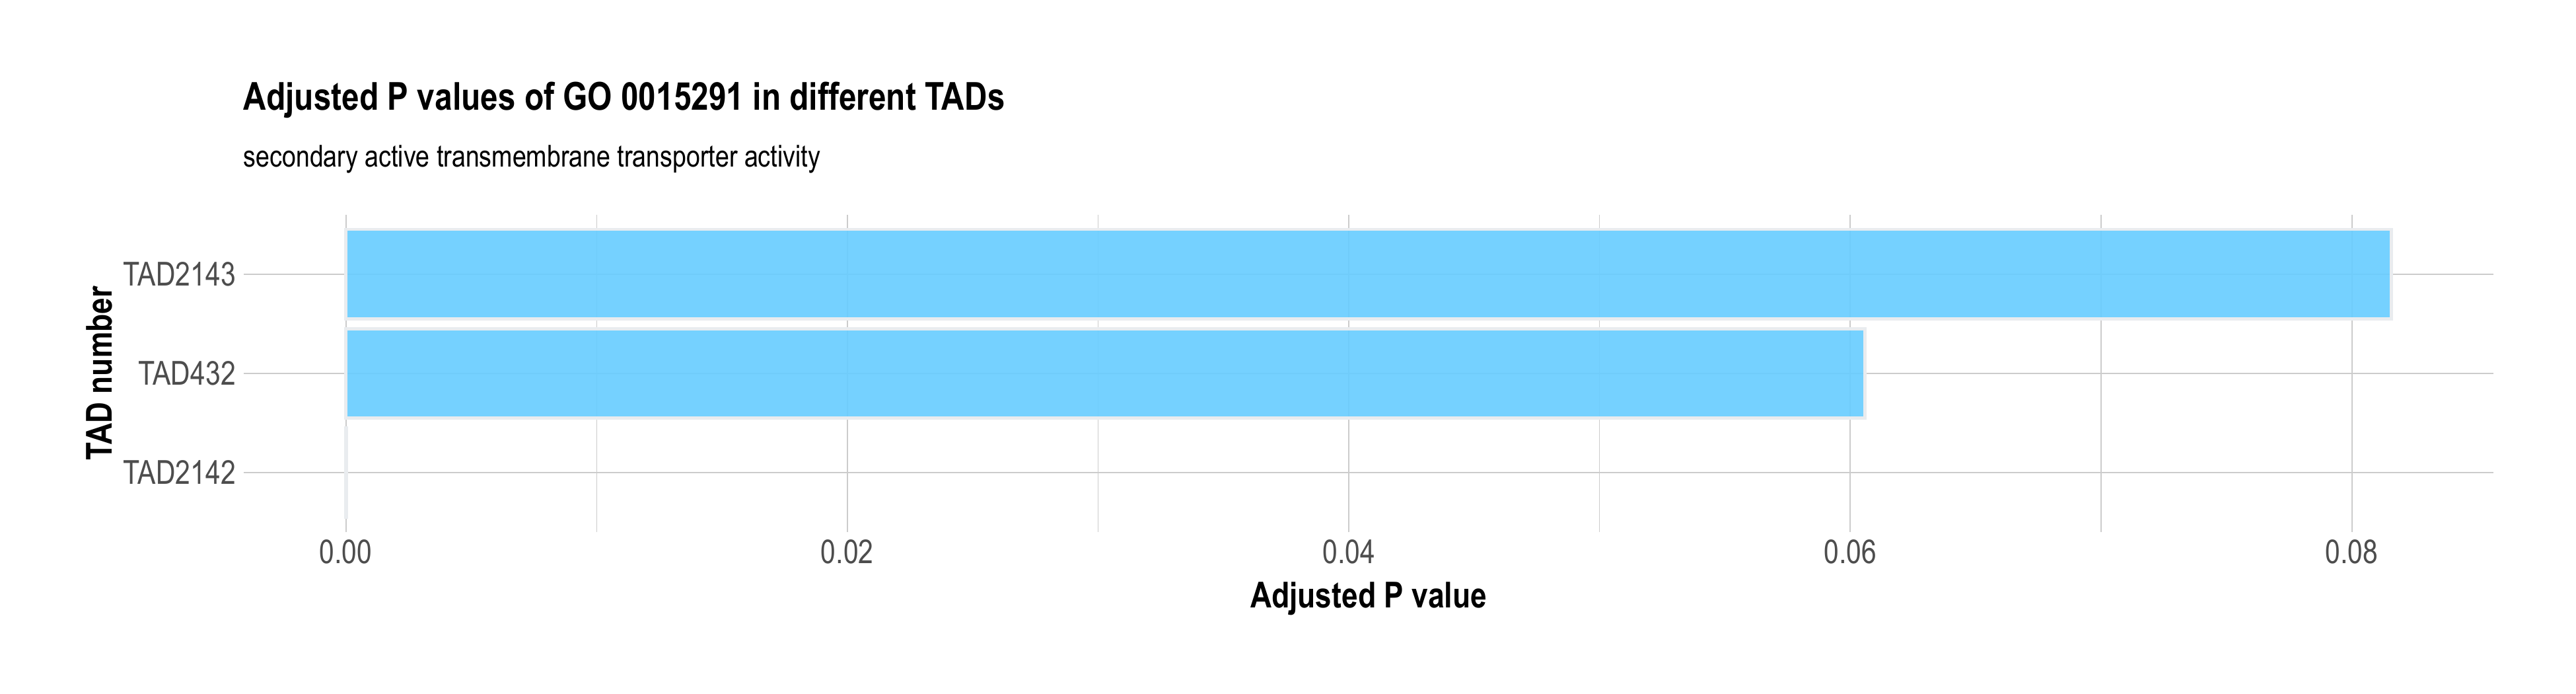 Adjusted P values of GO 0015291 in different TADs
secondary active transmembrane transporter activity
TAD number
TAD2143
TAD432
TAD2142
0.00 0.02 0.04 0.06 0.08
Adjusted P value